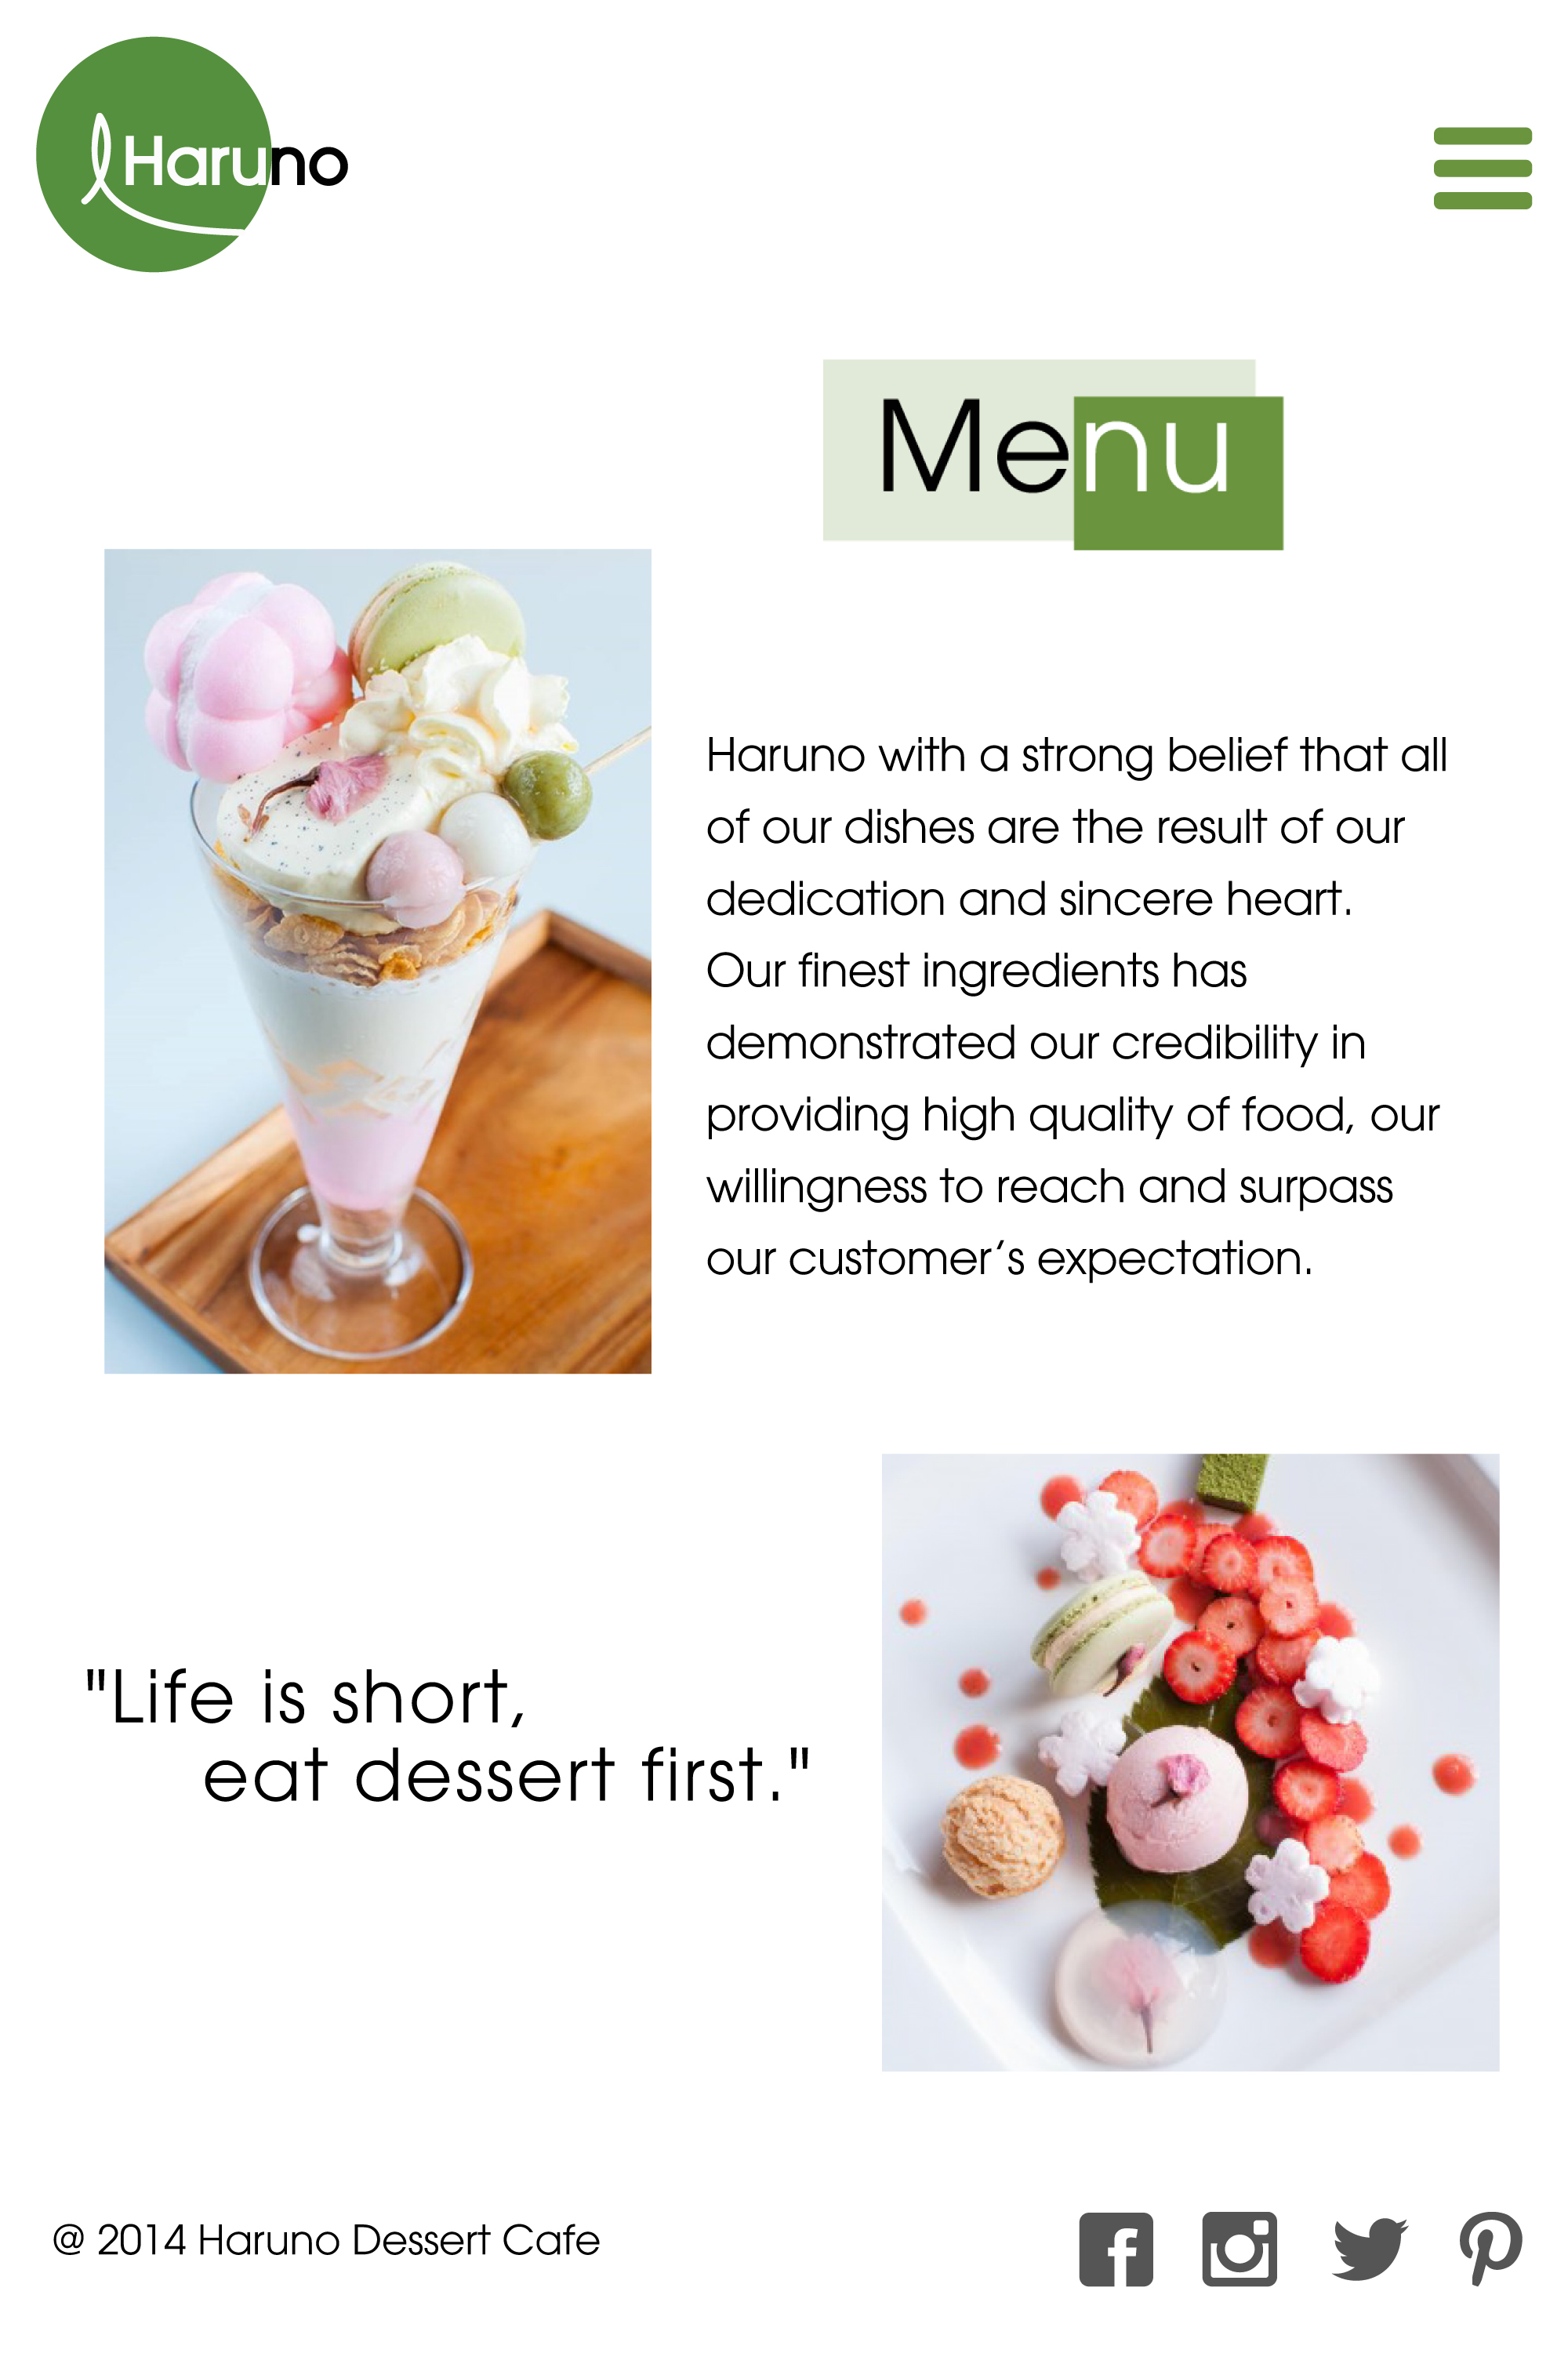 Haruno
Menu
Haruno with a strong belief that all
of our dishes are the result of our
dedication and sincere heart.
Our finest ingredients has
demonstrated our credibility in
providing high quality of food, our
willingness to reach and surpass
our customer’s expectation.
"Life is short,
eat dessert first."
@ 2014 Haruno Dessert Cafe